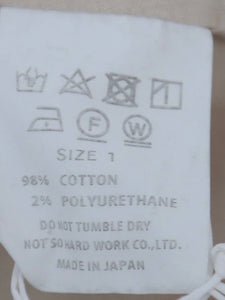 F W
SIZE 1
98% COTTON
2% POLYURETHANE
DO NOT TUMBLE DRY
NOT SO HARD WORK CO.,LTD.
MADE IN JAPAN